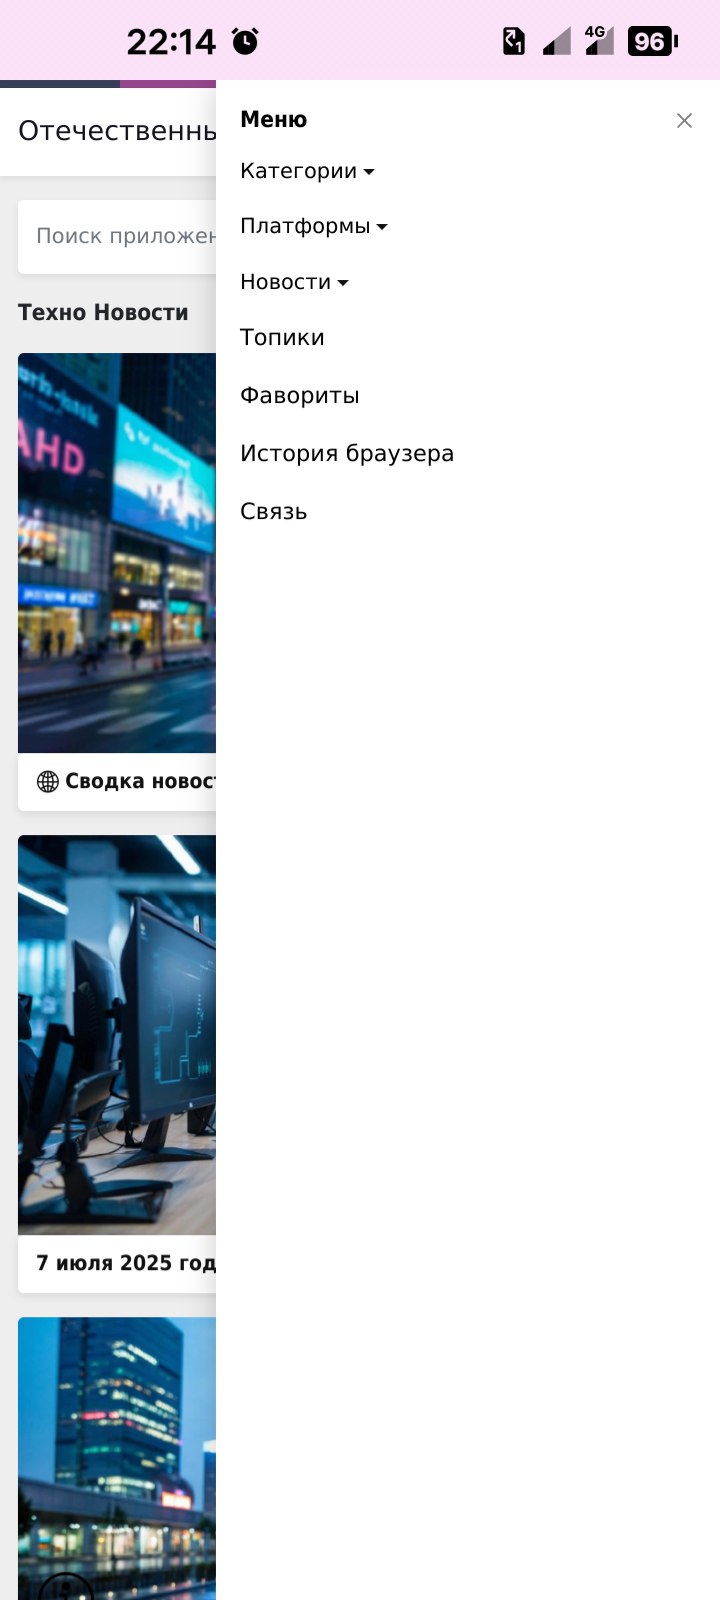 22:14
4G
96
Отечественны
Меню
Категории
Платформы
Новости
Топики
Фавориты
История браузера
Связь
Поиск приложен
Техно Новости
AHD
Сводка новост
7 июля 2025 год